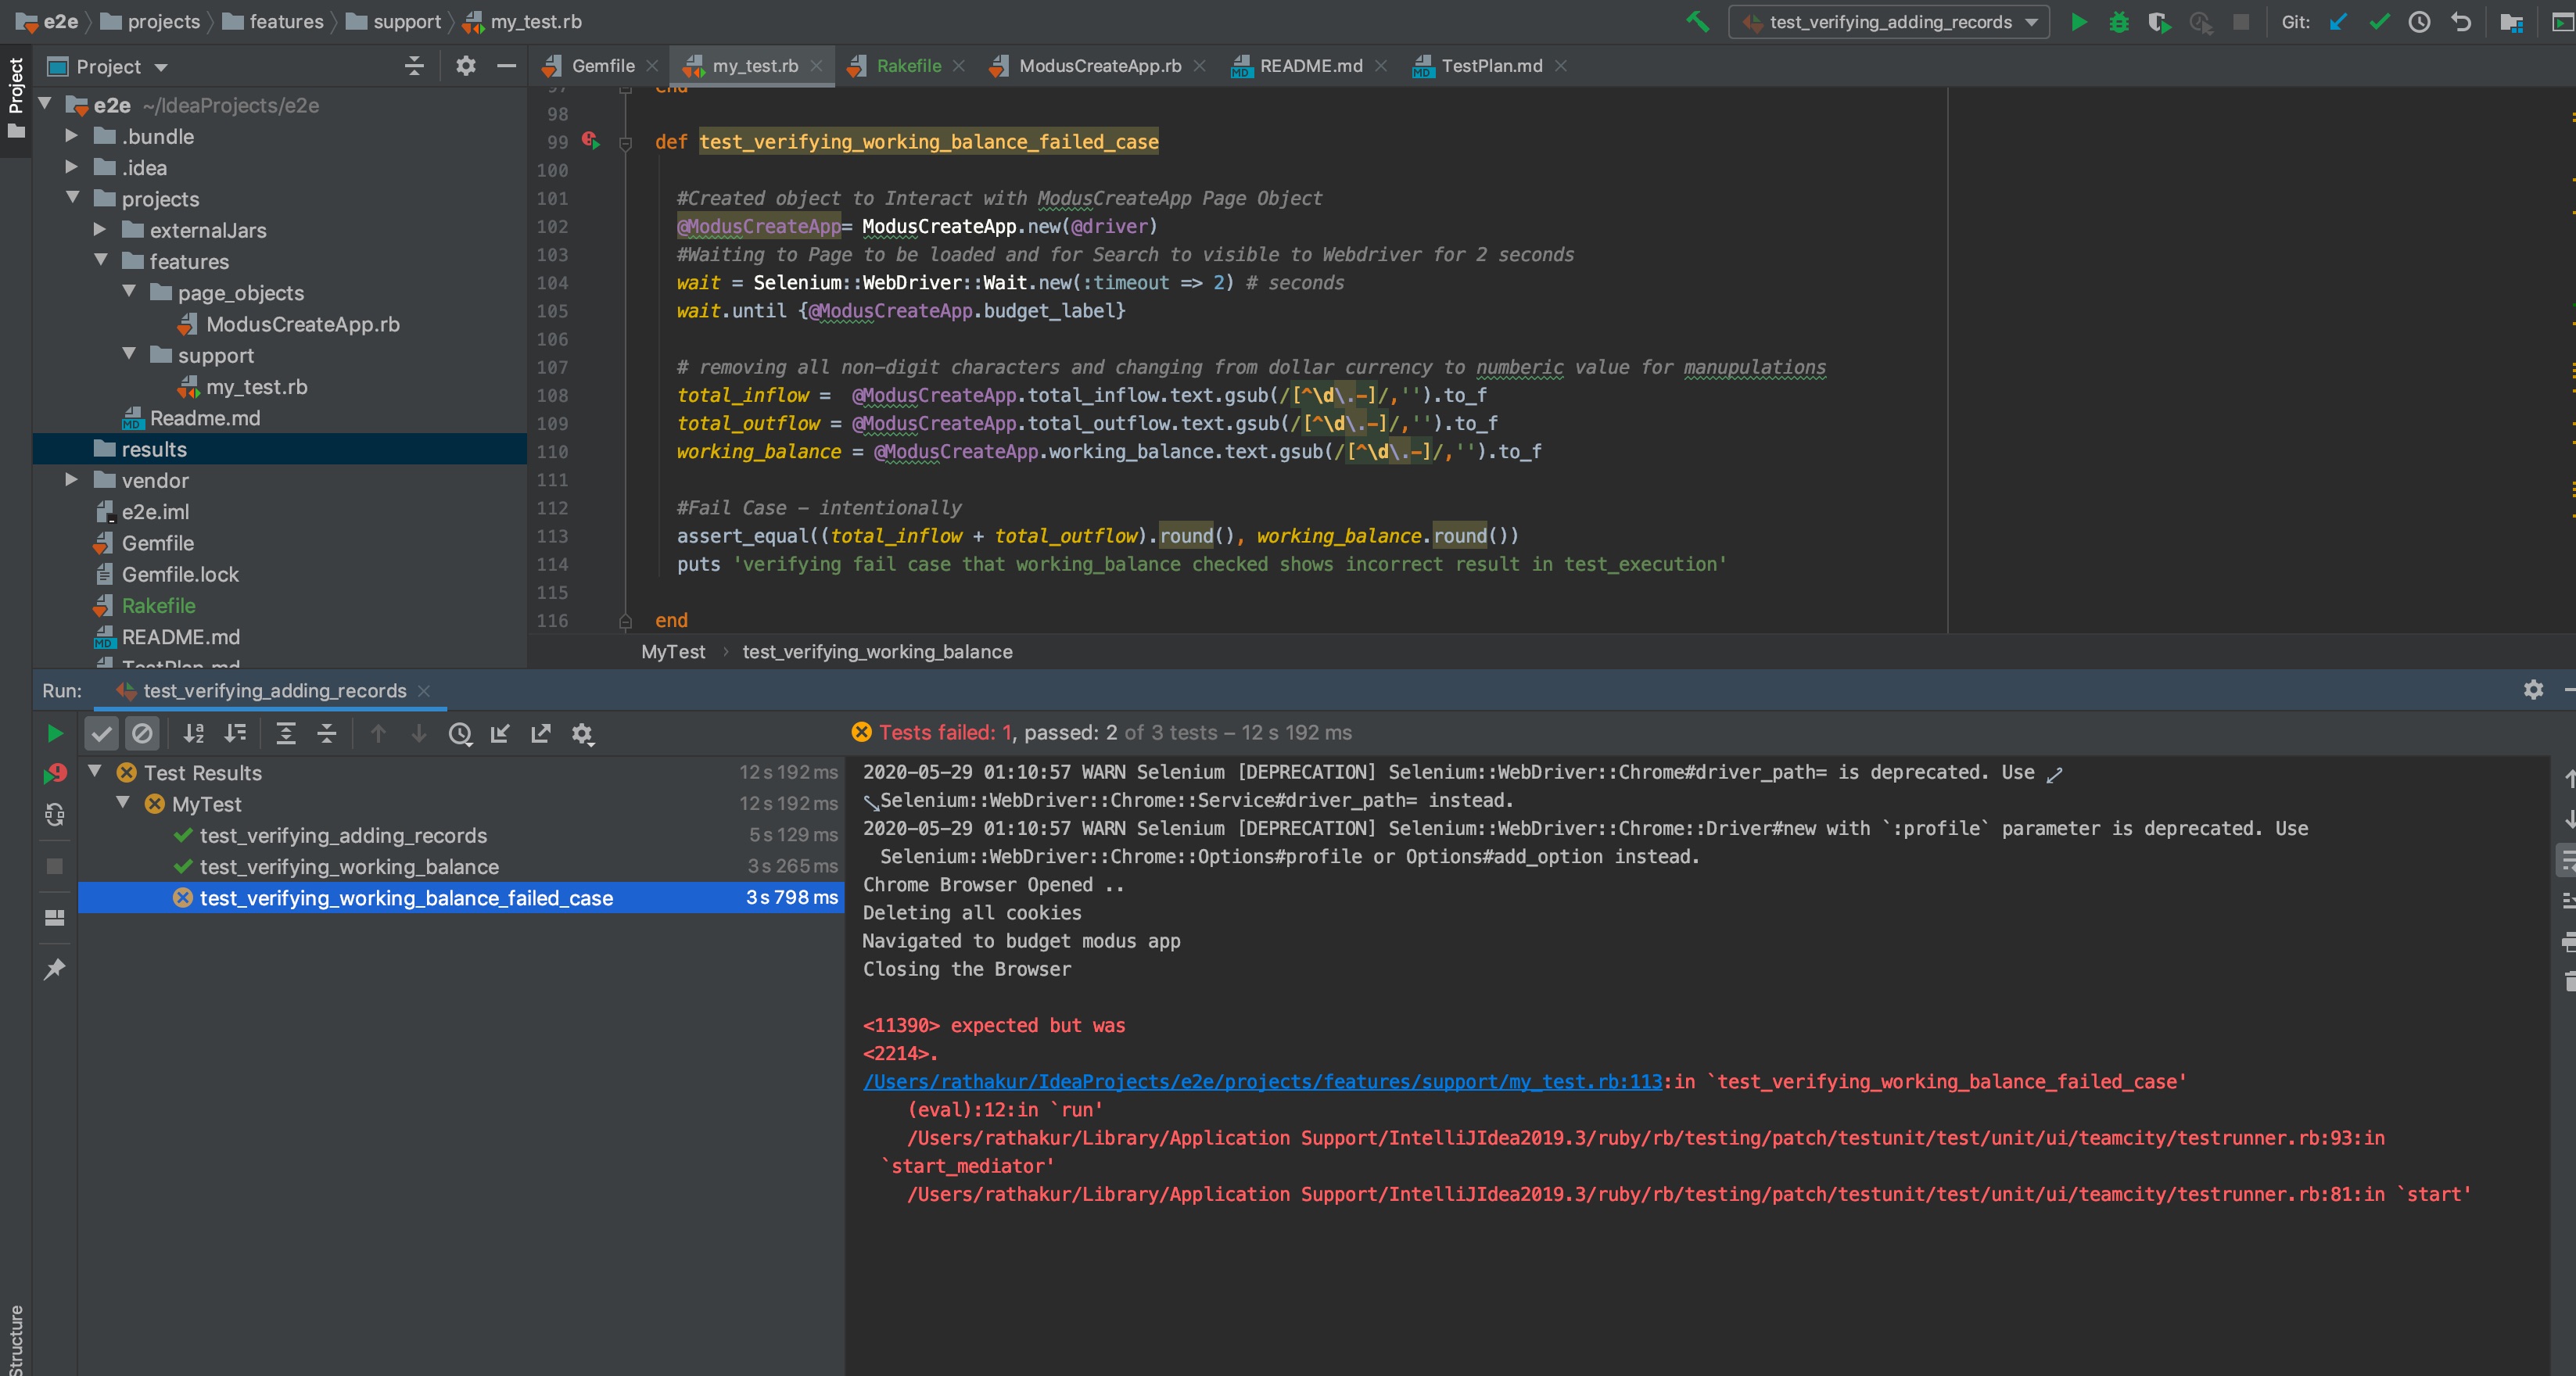 e2e projects features support my_test.rb
test_verifying_adding_records Git:
Project
Project
Gemfile my_test.rb Rakefile ModusCreateApp.rb README.md TestPlan.md
e2e ~/IdeaProjects/e2e
.bundle
.idea
projects
externalJars
features
page_objects
ModusCreateApp.rb
support
my_test.rb
Readme.md
results
vendor
e2e.iml
Gemfile
Gemfile.lock
Rakefile
README.md
TestPlan.md
97 end
98
99 def test_verifying_working_balance_failed_case
100
101 #Created object to Interact with ModusCreateApp Page Object
102 @ModusCreateApp= ModusCreateApp.new(@driver)
103 #Waiting to Page to be loaded and for Search to visible to Webdriver for 2 seconds
104 wait = Selenium::WebDriver::Wait.new(:timeout => 2) # seconds
105 wait.until {@ModusCreateApp.budget_label}
106
107 # removing all non-digit characters and changing from dollar currency to numberic value for manupulations
108 total_inflow =  @ModusCreateApp.total_inflow.text.gsub(/[^\d\.-]/,'').to_f
109 total_outflow = @ModusCreateApp.total_outflow.text.gsub(/[^\d\.-]/,'').to_f
110 working_balance = @ModusCreateApp.working_balance.text.gsub(/[^\d\.-]/,'').to_f
111
112 #Fail Case - intentionally
113 assert_equal((total_inflow + total_outflow).round(), working_balance.round())
114 puts 'verifying fail case that working_balance checked shows incorrect result in test_execution'
115
116 end
MyTest › test_verifying_working_balance
Run: test_verifying_adding_records
Tests failed: 1, passed: 2 of 3 tests – 12 s 192 ms
Test Results 12 s 192 ms
MyTest 12 s 192 ms
test_verifying_adding_records 5 s 129 ms
test_verifying_working_balance 3 s 265 ms
test_verifying_working_balance_failed_case 3 s 798 ms
2020-05-29 01:10:57 WARN Selenium [DEPRECATION] Selenium::WebDriver::Chrome#driver_path= is deprecated. Use
Selenium::WebDriver::Chrome::Service#driver_path= instead.
2020-05-29 01:10:57 WARN Selenium [DEPRECATION] Selenium::WebDriver::Chrome::Driver#new with `:profile` parameter is deprecated. Use
Selenium::WebDriver::Chrome::Options#profile or Options#add_option instead.
Chrome Browser Opened ..
Deleting all cookies
Navigated to budget modus app
Closing the Browser
<11390> expected but was
<2214>.
/Users/rathakur/IdeaProjects/e2e/projects/features/support/my_test.rb:113:in `test_verifying_working_balance_failed_case'
(eval):12:in `run'
/Users/rathakur/Library/Application Support/IntelliJIdea2019.3/ruby/rb/testing/patch/testunit/test/unit/ui/teamcity/testrunner.rb:93:in
`start_mediator'
/Users/rathakur/Library/Application Support/IntelliJIdea2019.3/ruby/rb/testing/patch/testunit/test/unit/ui/teamcity/testrunner.rb:81:in `start'
Structure